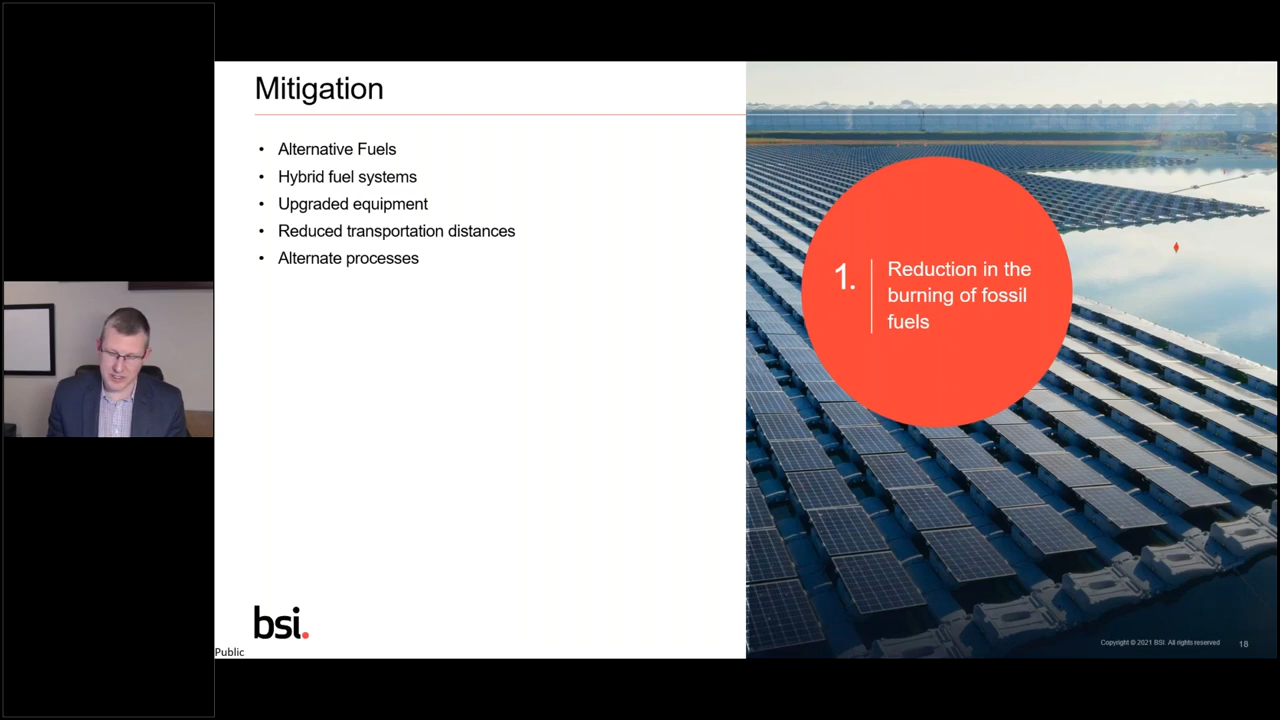 Mitigation
• Alternative Fuels
• Hybrid fuel systems
• Upgraded equipment
• Reduced transportation distances
• Alternate processes
1.
Reduction in the
burning of fossil
fuels
bsi.
Public
Copyright © 2021 BSI. All rights reserved
18